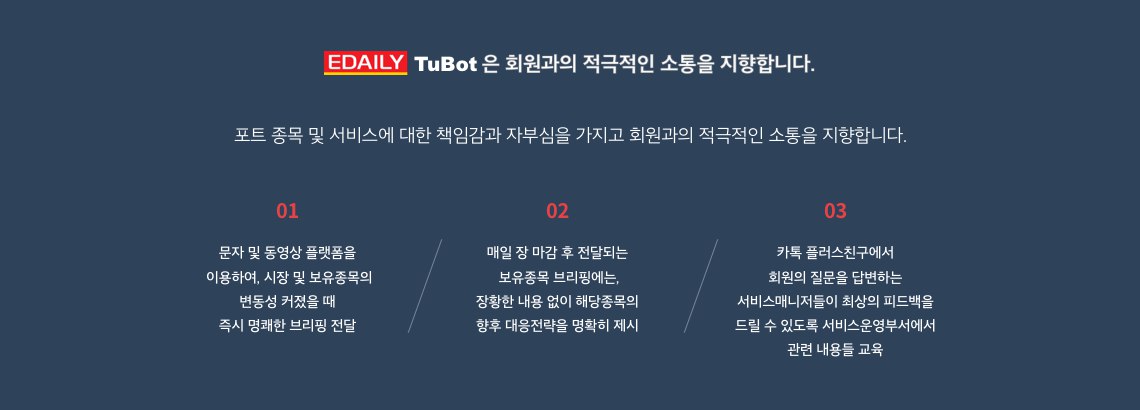 EDAILY TuBot 은 회원과의 적극적인 소통을 지향합니다.
포트 종목 및 서비스에 대한 책임감과 자부심을 가지고 회원과의 적극적인 소통을 지향합니다.
01
문자 및 동영상 플랫폼을
이용하여, 시장 및 보유종목의
변동성 커졌을 때
즉시 명쾌한 브리핑 전달
02
매일 장 마감 후 전달되는
보유종목 브리핑에는,
장황한 내용 없이 해당종목의
향후 대응전략을 명확히 제시
03
카톡 플러스친구에서
회원의 질문을 답변하는
서비스매니저들이 최상의 피드백을
드릴 수 있도록 서비스운영부서에서
관련 내용들 교육